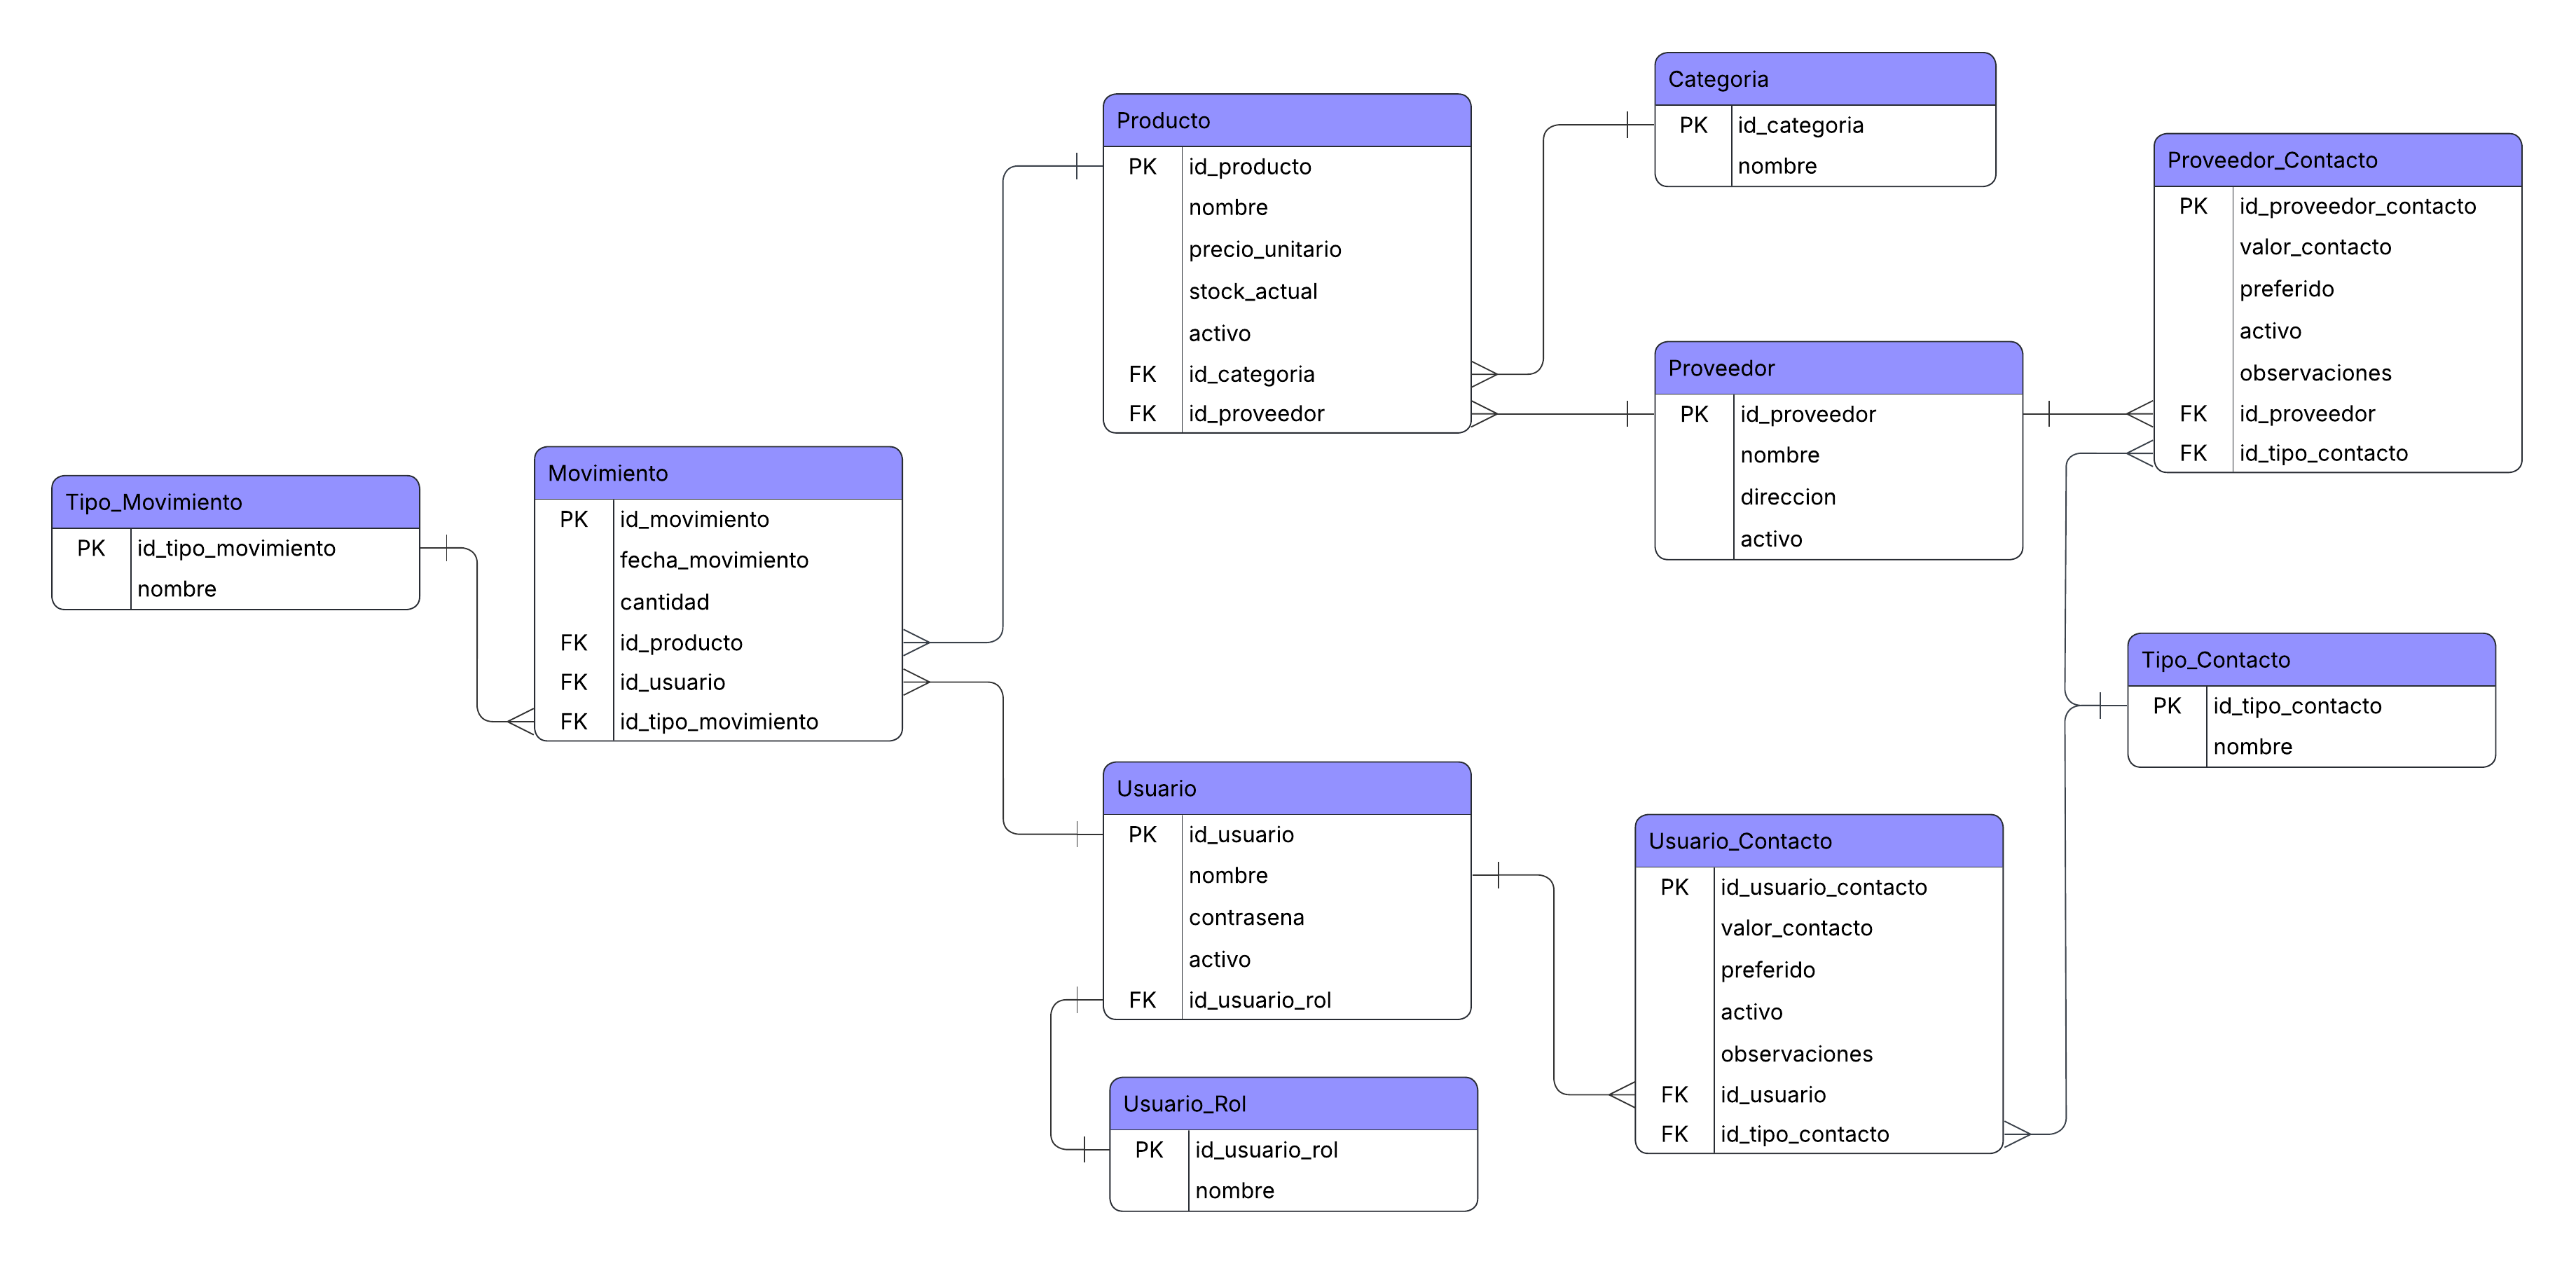 Tipo_Movimiento
PK id_tipo_movimiento
nombre
Movimiento
PK id_movimiento
fecha_movimiento
cantidad
FK id_producto
FK id_usuario
FK id_tipo_movimiento
Producto
PK id_producto
nombre
precio_unitario
stock_actual
activo
FK id_categoria
FK id_proveedor
Categoria
PK id_categoria
nombre
Proveedor
PK id_proveedor
nombre
direccion
activo
Proveedor_Contacto
PK id_proveedor_contacto
valor_contacto
preferido
activo
observaciones
FK id_proveedor
FK id_tipo_contacto
Tipo_Contacto
PK id_tipo_contacto
nombre
Usuario
PK id_usuario
nombre
contrasena
activo
FK id_usuario_rol
Usuario_Rol
PK id_usuario_rol
nombre
Usuario_Contacto
PK id_usuario_contacto
valor_contacto
preferido
activo
observaciones
FK id_usuario
FK id_tipo_contacto